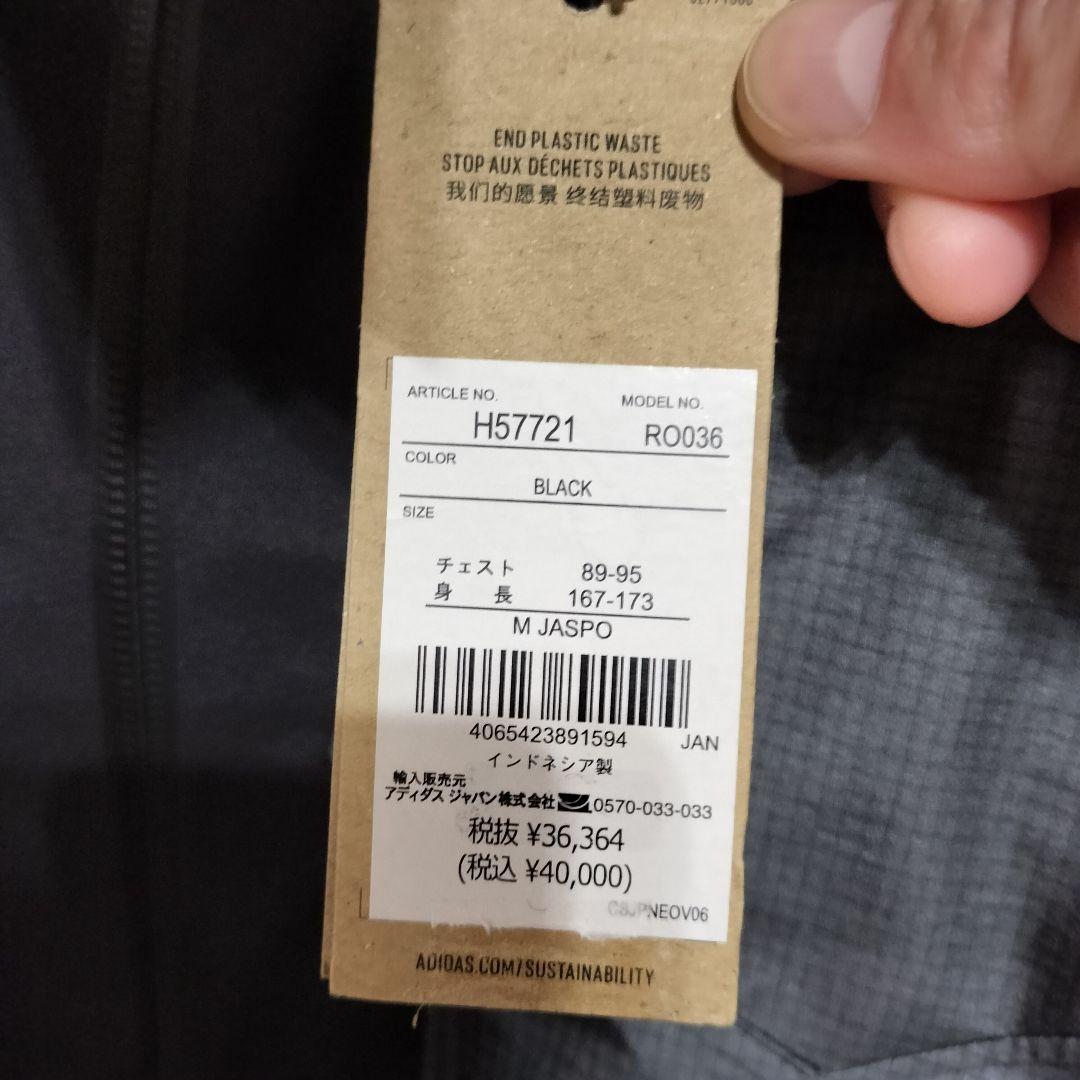 END PLASTIC WASTE
STOP AUX DÉCHETS PLASTIQUES
我们的愿景 终结塑料废物
ARTICLE NO. MODEL NO.
H57721 RO036
COLOR
BLACK
SIZE
チェスト 89-95
身 長 167-173
M JASPO
4065423891594 JAN
インドネシア製
輸入販売元
アディダス ジャパン株式会社 0570-033-033
税抜 ¥36,364
(税込 ¥40,000)
CSJPNEOV06
ADIDAS.COM/SUSTAINABILITY